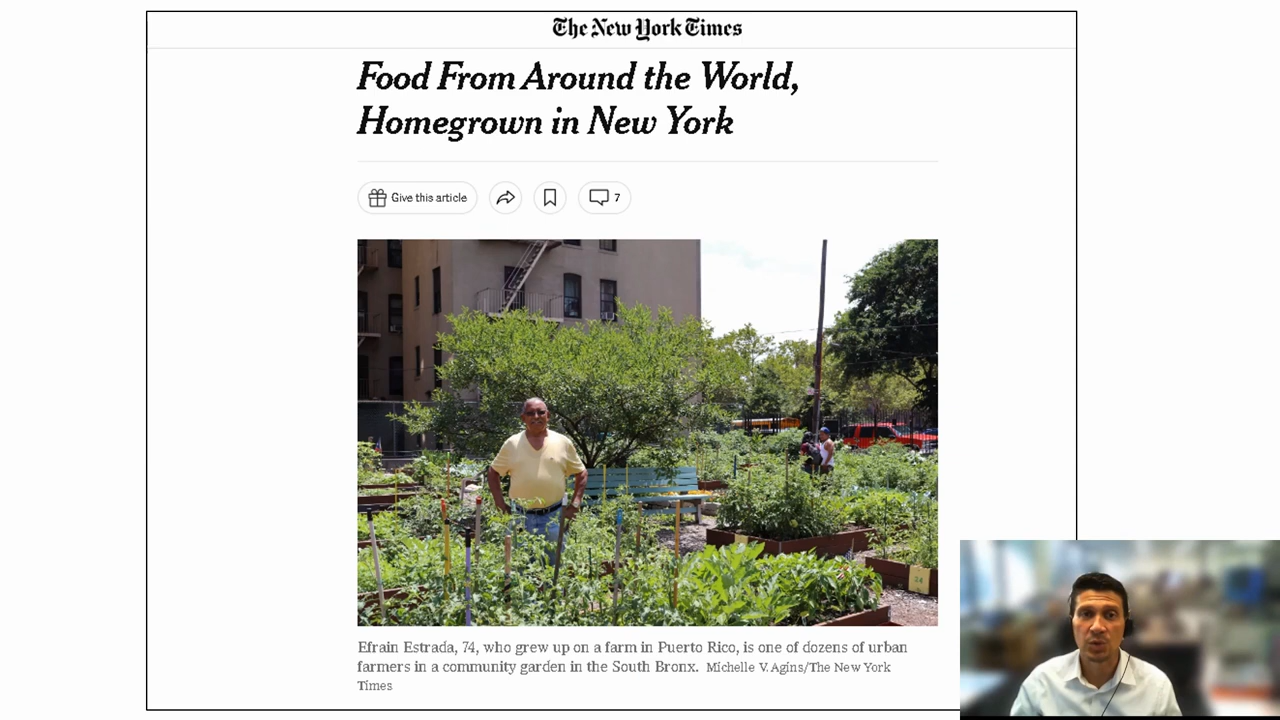 The New York Times
Food From Around the World,
Homegrown in New York
Give this article
7
24
Efrain Estrada, 74, who grew up on a farm in Puerto Rico, is one of dozens of urban
farmers in a community garden in the South Bronx. Michelle V. Agins/The New York
Times